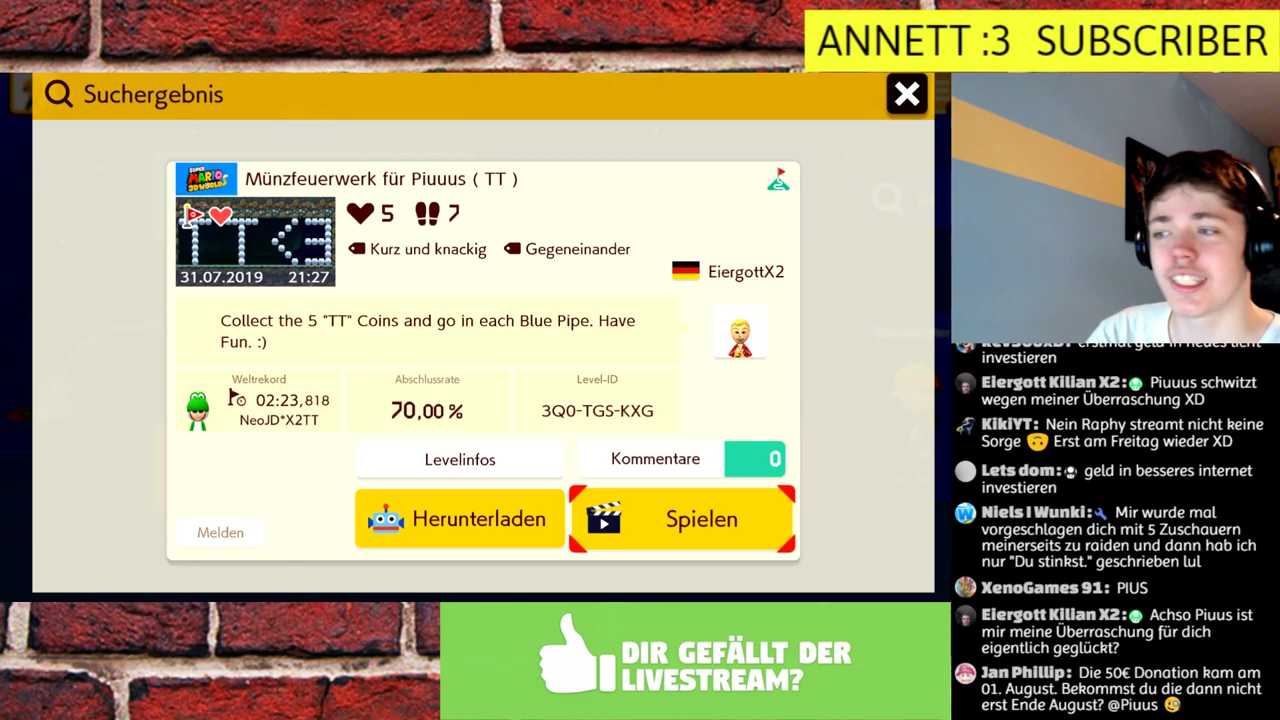 ANNETT :3 SUBSCRIBER
Suchergebnis
SUPER
MARIO
3D WORLD
Münzfeuerwerk für Piuuus ( TT )
5 7
Kurz und knackig Gegeneinander
31.07.2019 21:27
EiergottX2
Collect the 5 "TT" Coins and go in each Blue Pipe. Have
Fun. :)
Weltrekord
02:23,818
NeoJD*X2TT
Abschlussrate
70,00 %
Level-ID
3Q0-TGS-KXG
Levelinfos
Kommentare 0
Melden
Herunterladen
Spielen
investieren
Eiergott Kilian X2: Piuuus schwitzt
wegen meiner Überraschung XD
KikiYT: Nein Raphy streamt nicht keine
Sorge 🙃 Erst am Freitag wieder XD
Lets dom: geld in besseres internet
investieren
Niels I Wunki: Mir wurde mal
vorgeschlagen dich mit 5 Zuschauern
meinerseits zu raiden und dann hab ich
nur "Du stinkst." geschrieben lul
XenoGames 91: PIUS
Eiergott Kilian X2: Achso Piuus ist
mir meine Überraschung für dich
eigentlich geglückt?
Jan Phillip: Die 50€ Donation kam am
01. August. Bekommst du die dann nicht
erst Ende August? @Piuus 🧐
DIR GEFÄLLT DER
LIVESTREAM?